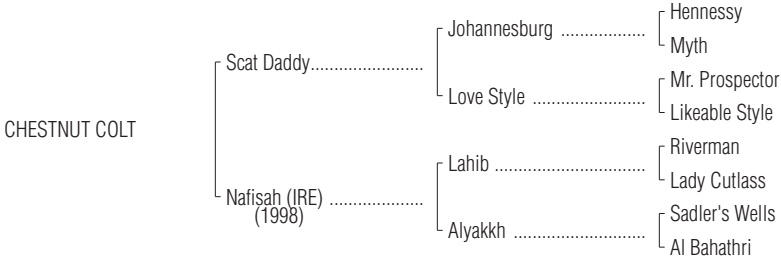 Hennessy
Johannesburg ....................
Myth
Scat Daddy.......................
Mr. Prospector
Love Style .......................
Likeable Style
CHESTNUT COLT
Riverman
Lahib ..............................
Lady Cutlass
Nafisah (IRE) ...................
(1998)
Sadler's Wells
Alyakkh ...........................
Al Bahathri